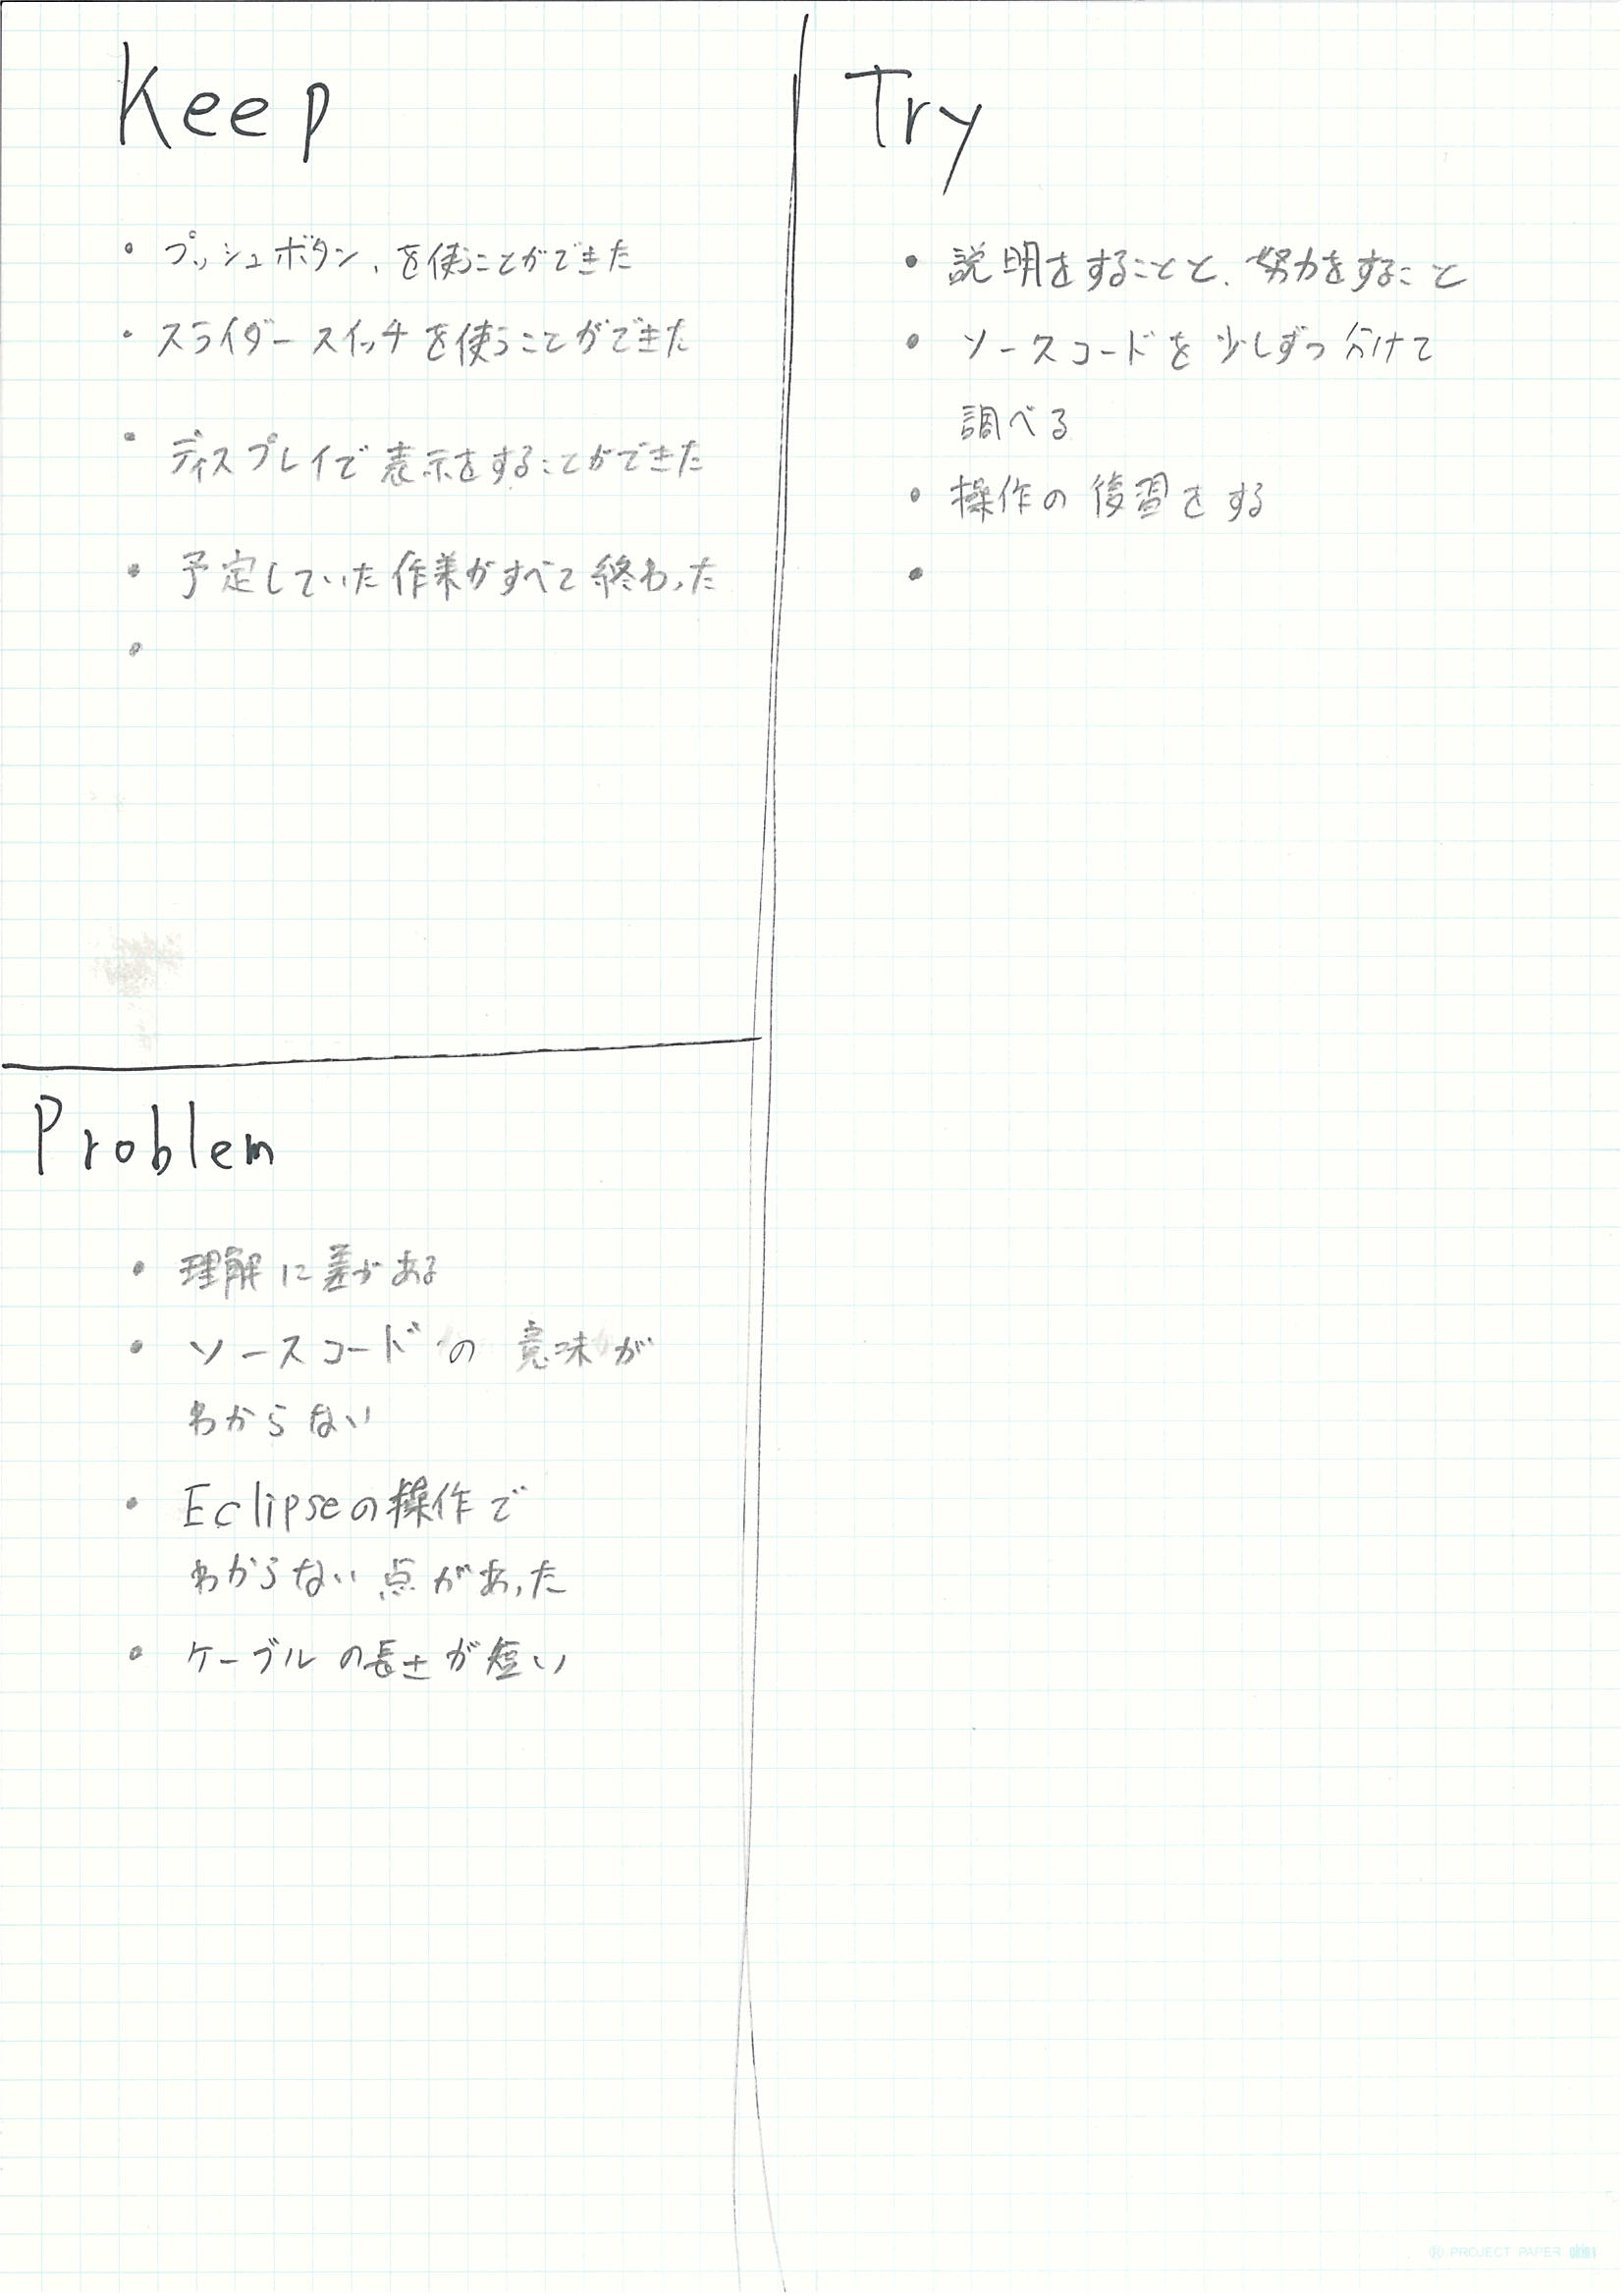 Keep
・プッシュボタン、を使うことができた
・スライダースイッチを使うことができた
・ディスプレイで表示をすることができた
・予定していた作業がすべて終わった
・
Problem
・理解に差がある
・ソースコードの意味が
わからない
・Eclipseの操作で
わからない点があった
・ケーブルの長さが短い
Try
・説明をすることと、努力をすること
・ソースコードを少しずつ分けて
調べる
・操作の復習をする
・
PROJECT PAPER